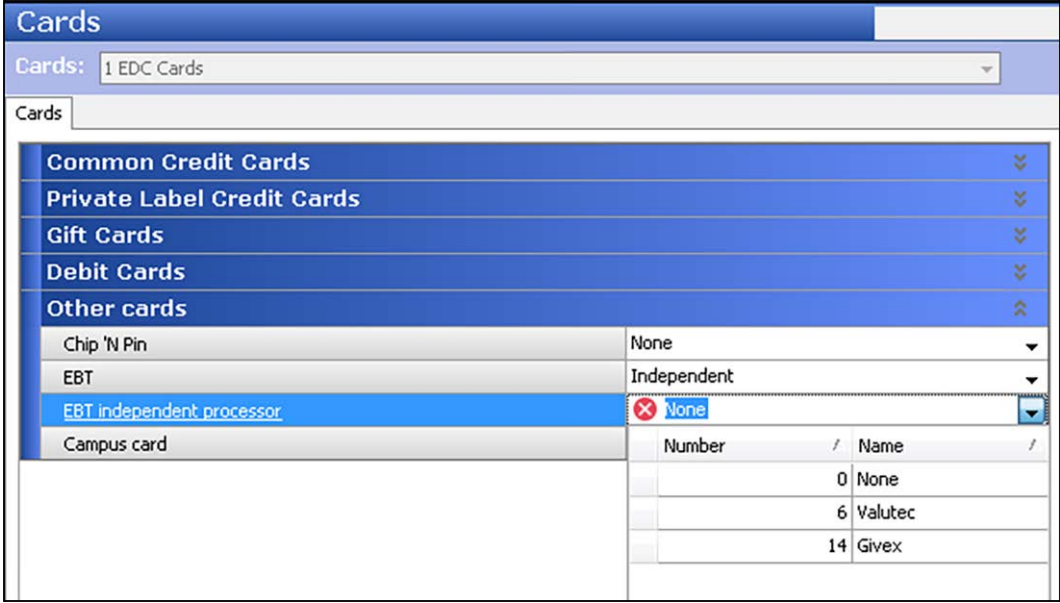 Cards
Cards: 1 EDC Cards
Cards
Common Credit Cards
Private Label Credit Cards
Gift Cards
Debit Cards
Other cards
Chip 'N Pin None
EBT Independent
EBT independent processor None
Campus card
Number Name
0 None
6 Valutec
14 Givex